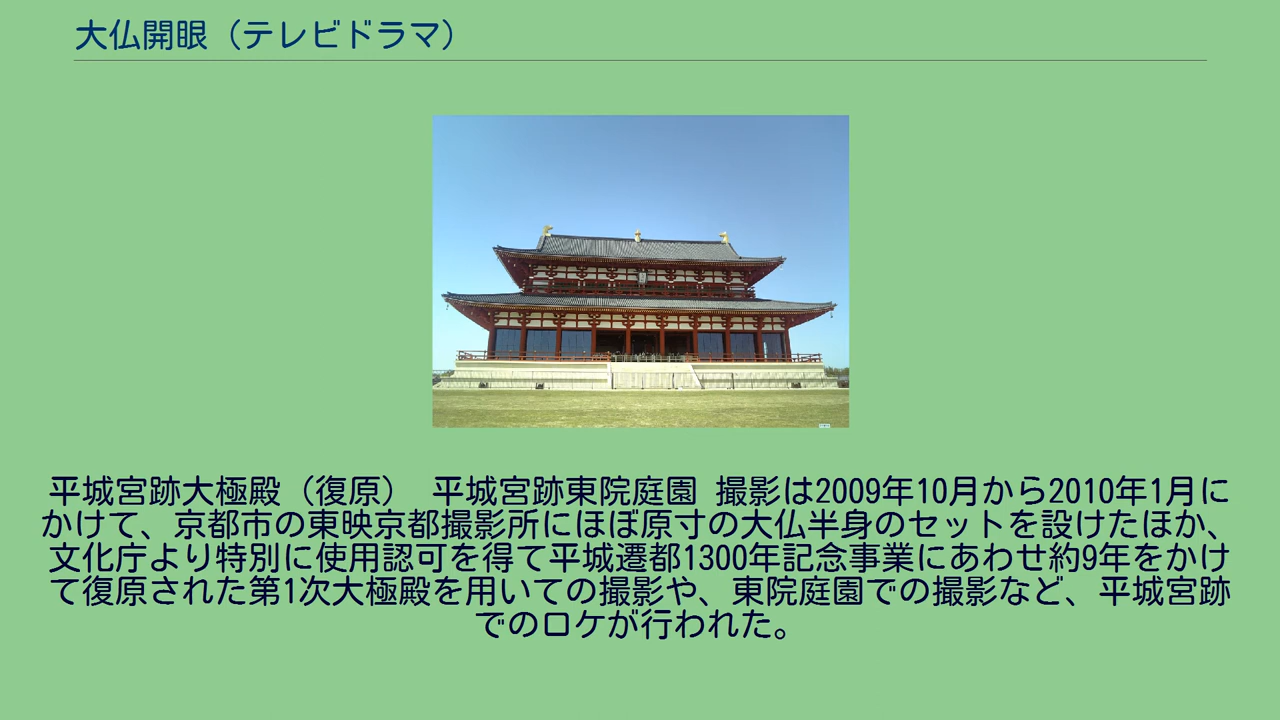 大仏開眼（テレビドラマ）
平城宮跡大極殿（復原） 平城宮跡東院庭園 撮影は2009年10月から2010年1月に
かけて、京都市の東映京都撮影所にほぼ原寸の大仏半身のセットを設けたほか、
文化庁より特別に使用認可を得て平城遷都1300年記念事業にあわせ約9年をかけ
て復原された第1次大極殿を用いての撮影や、東院庭園での撮影など、平城宮跡
でのロケが行われた。